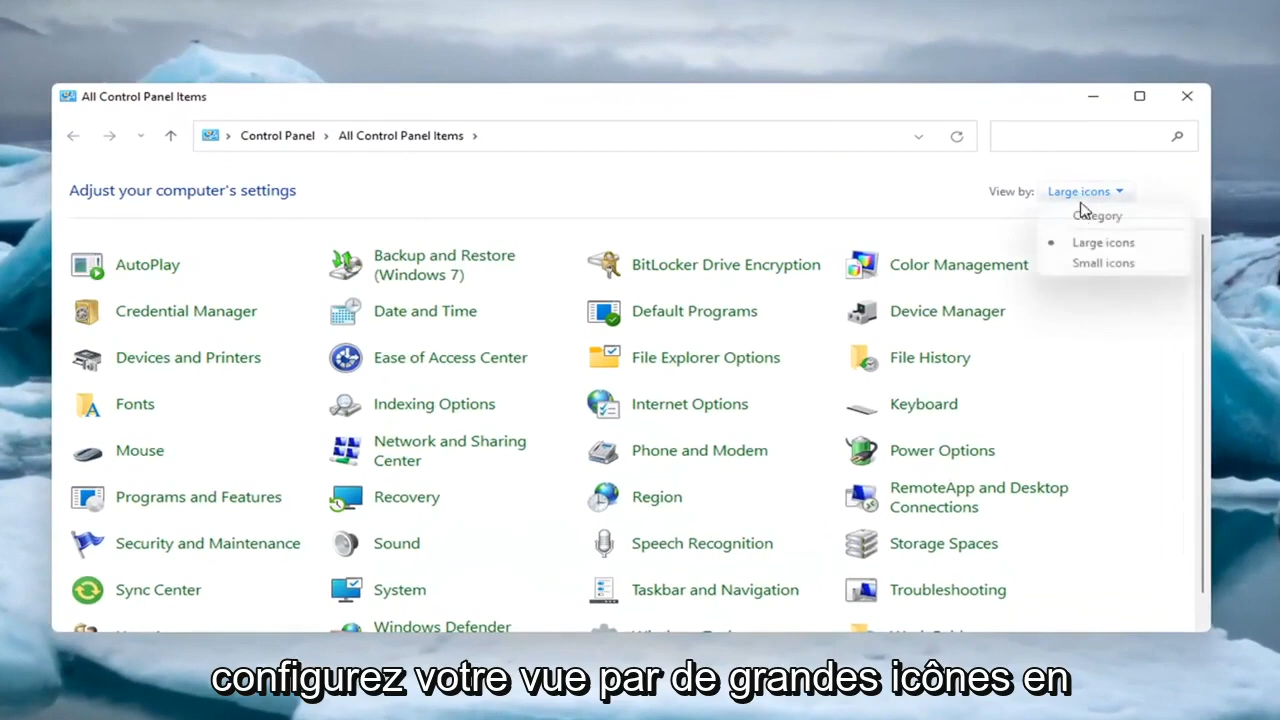 All Control Panel Items
Control Panel All Control Panel Items
Adjust your computer's settings
View by: Large icons
Large icons
Small icons
AutoPlay
Backup and Restore
(Windows 7)
BitLocker Drive Encryption
Color Management
Credential Manager
Date and Time
Default Programs
Device Manager
Devices and Printers
Ease of Access Center
File Explorer Options
File History
Fonts
Indexing Options
Internet Options
Keyboard
Mouse
Network and Sharing
Center
Phone and Modem
Power Options
Programs and Features
Recovery
Region
RemoteApp and Desktop
Connections
Security and Maintenance
Sound
Speech Recognition
Storage Spaces
Sync Center
System
Taskbar and Navigation
Troubleshooting
Windows Defender
configurez votre vue par de grandes icônes en